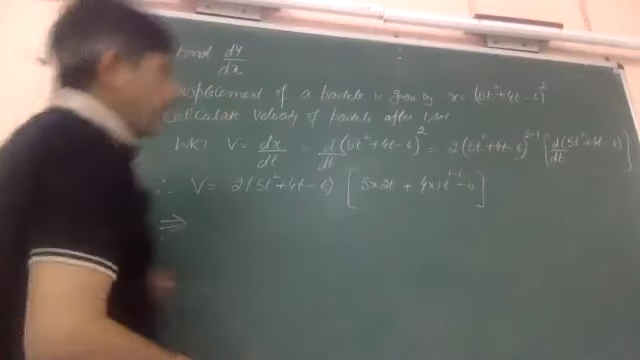 find dy/dx
displacement of a particle is given by x = (5t²+4t-6)²
calculate velocity of particle after 1 sec
WKT V = dx/dt = d/dt (5t²+4t-6)² = 2(5t²+4t-6)²⁻¹ [d/dt (5t²+4t-6)]
∴ V = 2(5t²+4t-6) [5×2t + 4×1t¹⁻¹-0]
⇒